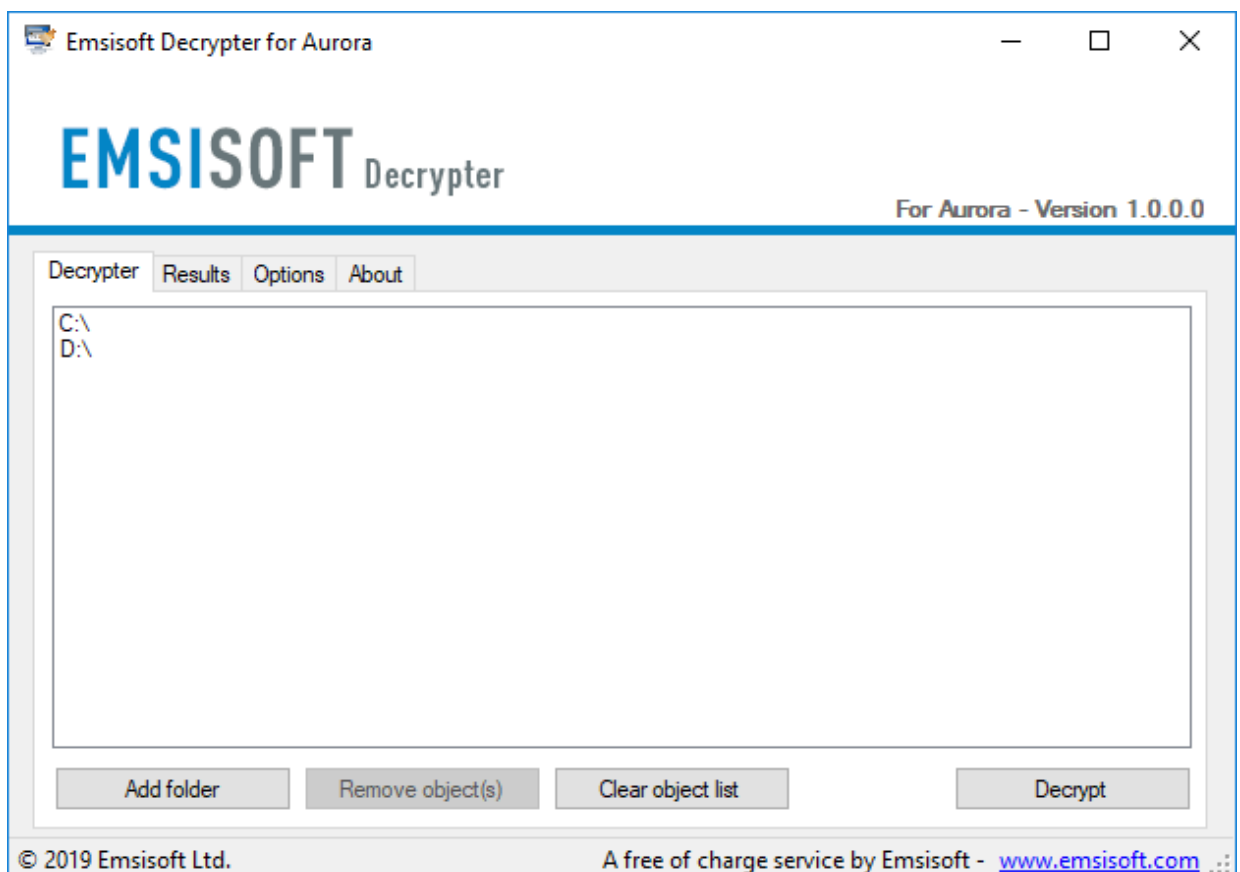 Emsisoft Decrypter for Aurora
EMSISOFT Decrypter
For Aurora - Version 1.0.0.0
Decrypter Results Options About
C:\
D:\
Add folder Remove object(s) Clear object list Decrypt
© 2019 Emsisoft Ltd. A free of charge service by Emsisoft - www.emsisoft.com